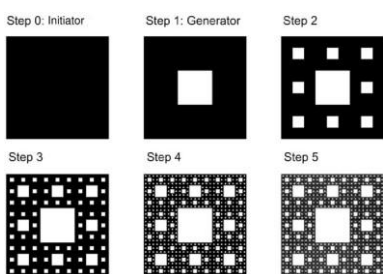 Step 0: Initiator
Step 1: Generator
Step 2
Step 3
Step 4
Step 5